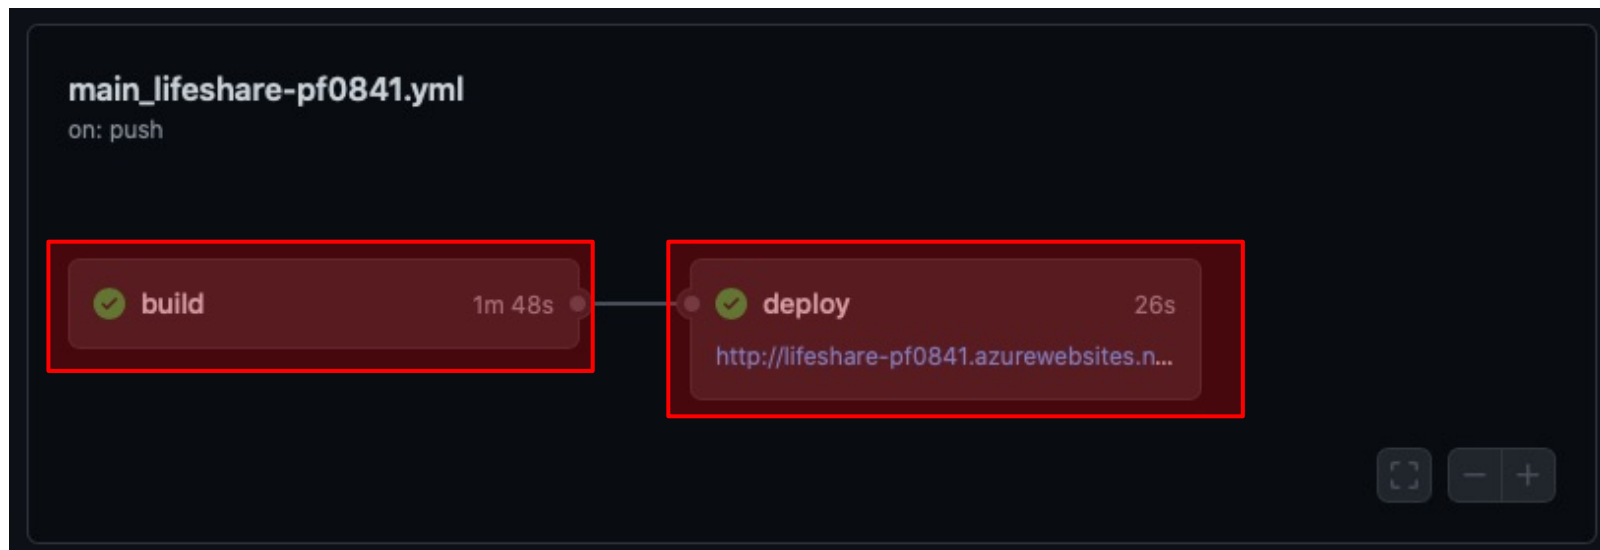 main_lifeshare-pf0841.yml
on: push
build 1m 48s
deploy 26s
http://lifeshare-pf0841.azurewebsites.n...